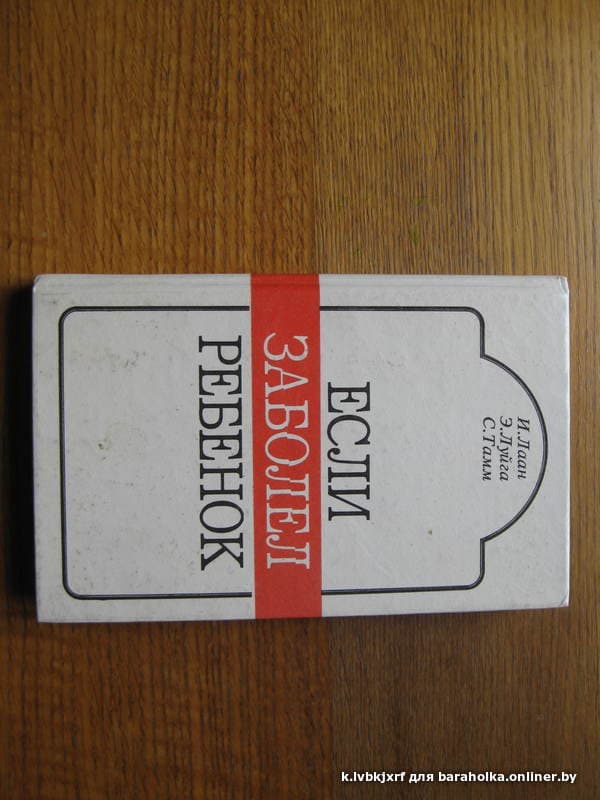 И.Лаан
Э.Луйга
С.Тамм
ЕСЛИ
ЗАБОЛЕЛ
РЕБЕНОК
k.lvbkjxrf для baraholka.onliner.by